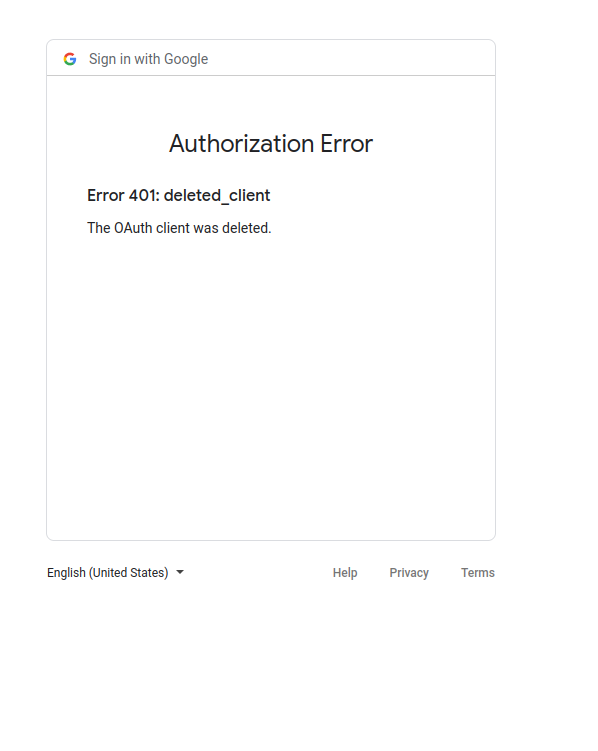 Sign in with Google
Authorization Error
Error 401: deleted_client
The OAuth client was deleted.
English (United States)
Help Privacy Terms